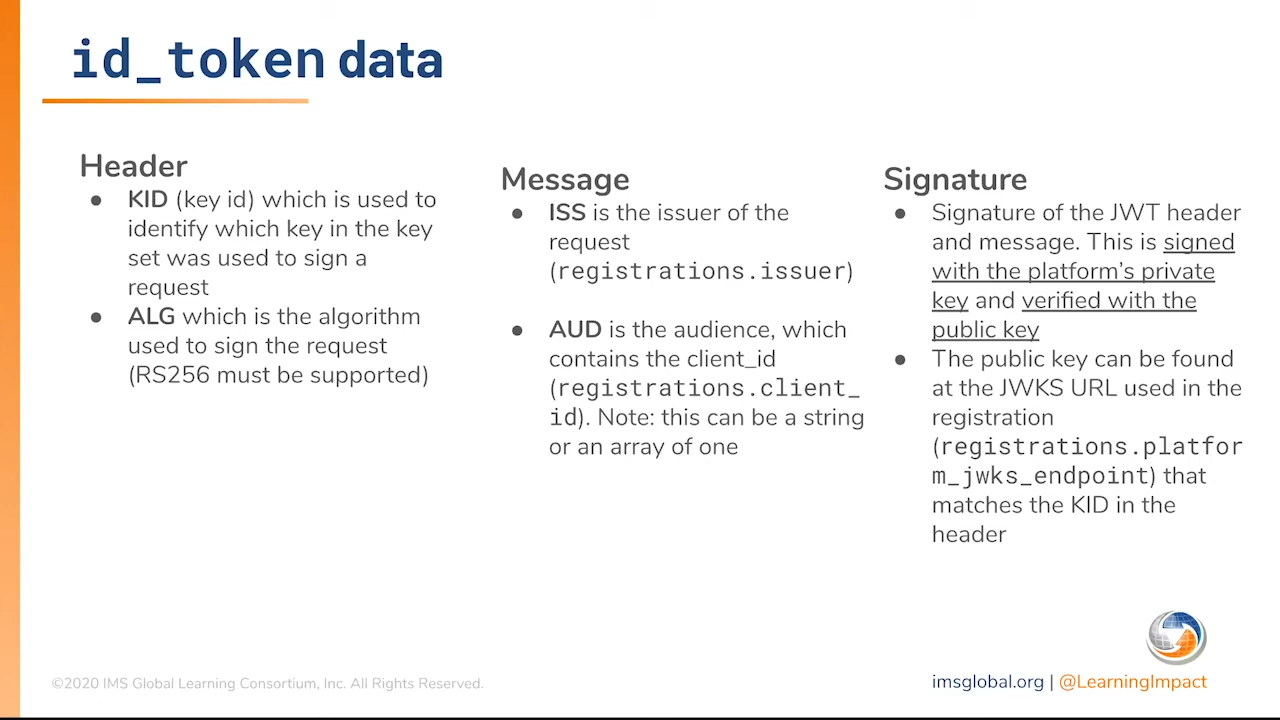 id_token data
Header
● KID (key id) which is used to
identify which key in the key
set was used to sign a
request
● ALG which is the algorithm
used to sign the request
(RS256 must be supported)
Message
● ISS is the issuer of the
request
(registrations.issuer)
● AUD is the audience, which
contains the client_id
(registrations.client_
id). Note: this can be a string
or an array of one
Signature
● Signature of the JWT header
and message. This is signed
with the platform’s private
key and verified with the
public key
● The public key can be found
at the JWKS URL used in the
registration
(registrations.platfor
m_jwks_endpoint) that
matches the KID in the
header
©2020 IMS Global Learning Consortium, Inc. All Rights Reserved.
imsglobal.org | @LearningImpact